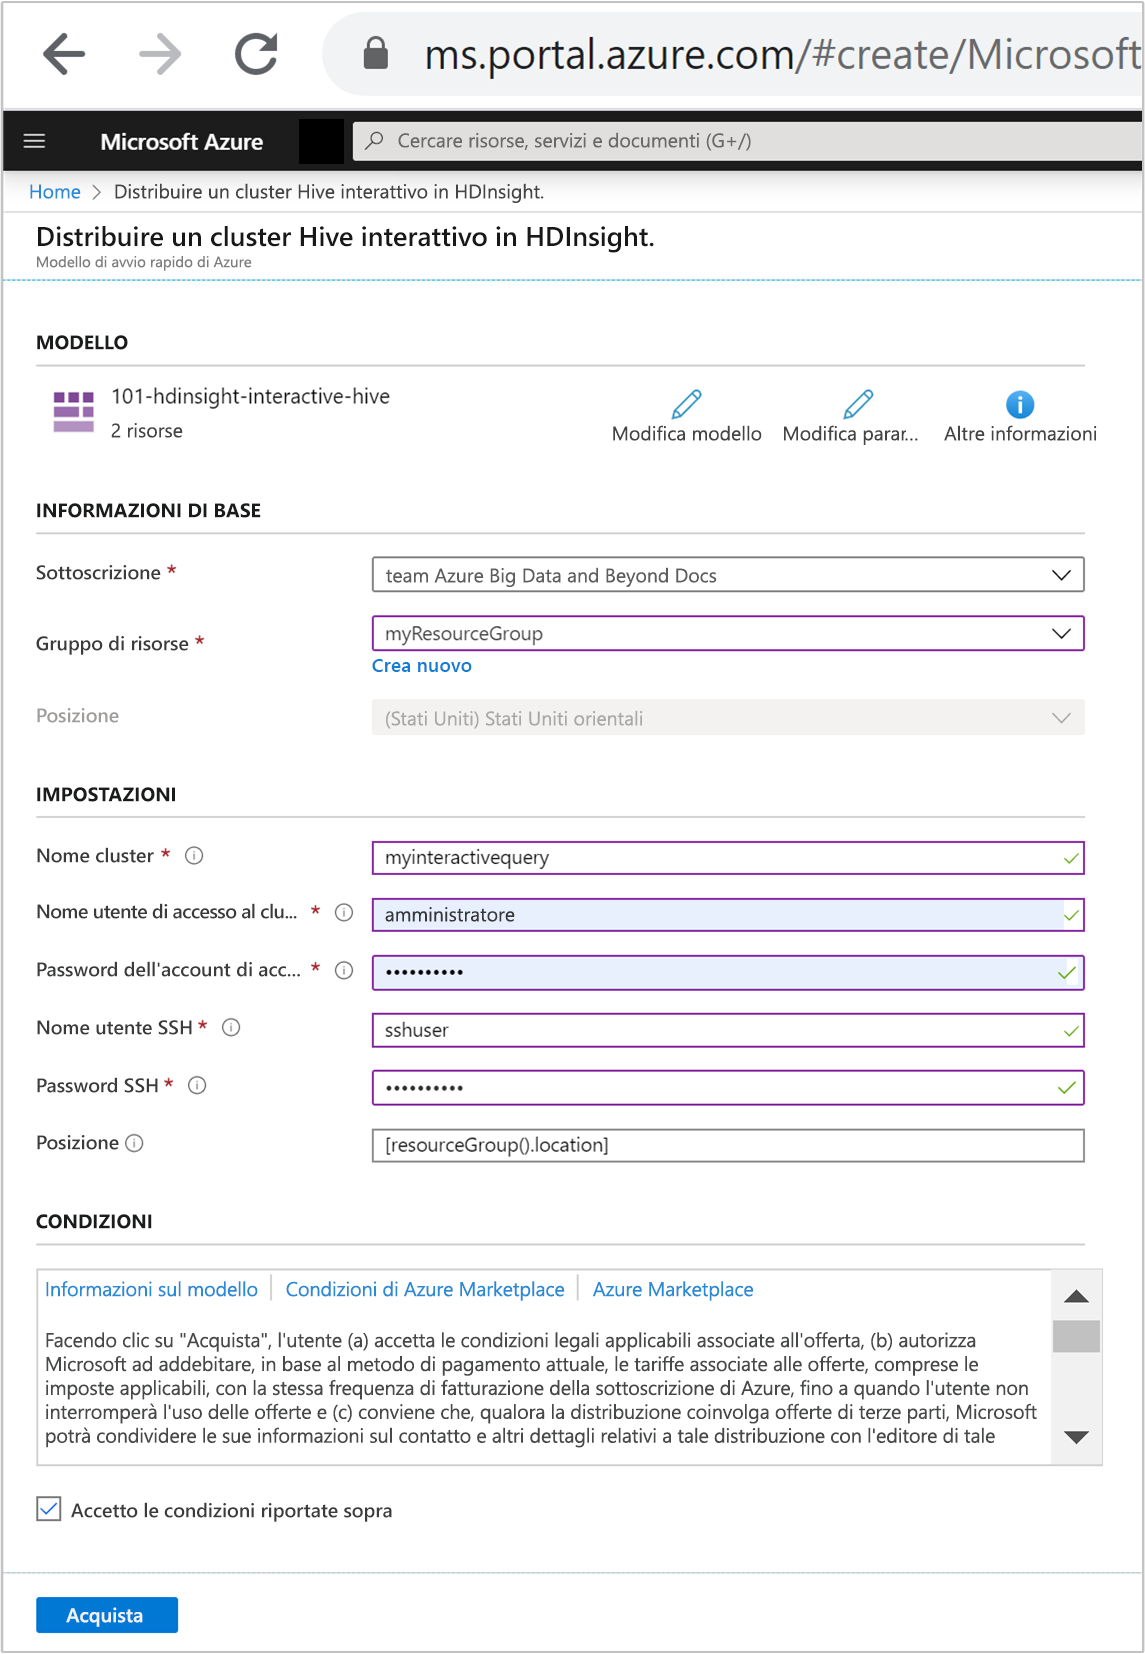 ms.portal.azure.com/#create/Microsoft
Microsoft Azure
Cercare risorse, servizi e documenti (G+/)
Home > Distribuire un cluster Hive interattivo in HDInsight.
Distribuire un cluster Hive interattivo in HDInsight.
Modello di avvio rapido di Azure
MODELLO
101-hdinsight-interactive-hive
2 risorse
Modifica modello
Modifica parar...
Altre informazioni
INFORMAZIONI DI BASE
Sottoscrizione *
team Azure Big Data and Beyond Docs
Gruppo di risorse *
myResourceGroup
Crea nuovo
Posizione
(Stati Uniti) Stati Uniti orientali
IMPOSTAZIONI
Nome cluster *
myinteractivequery
Nome utente di accesso al clu... *
amministratore
Password dell'account di acc... *
••••••••••
Nome utente SSH *
sshuser
Password SSH *
••••••••••
Posizione
[resourceGroup().location]
CONDIZIONI
Informazioni sul modello | Condizioni di Azure Marketplace | Azure Marketplace
Facendo clic su "Acquista", l'utente (a) accetta le condizioni legali applicabili associate all'offerta, (b) autorizza
Microsoft ad addebitare, in base al metodo di pagamento attuale, le tariffe associate alle offerte, comprese le
imposte applicabili, con la stessa frequenza di fatturazione della sottoscrizione di Azure, fino a quando l'utente non
interromperà l'uso delle offerte e (c) conviene che, qualora la distribuzione coinvolga offerte di terze parti, Microsoft
potrà condividere le sue informazioni sul contatto e altri dettagli relativi a tale distribuzione con l'editore di tale
Accetto le condizioni riportate sopra
Acquista